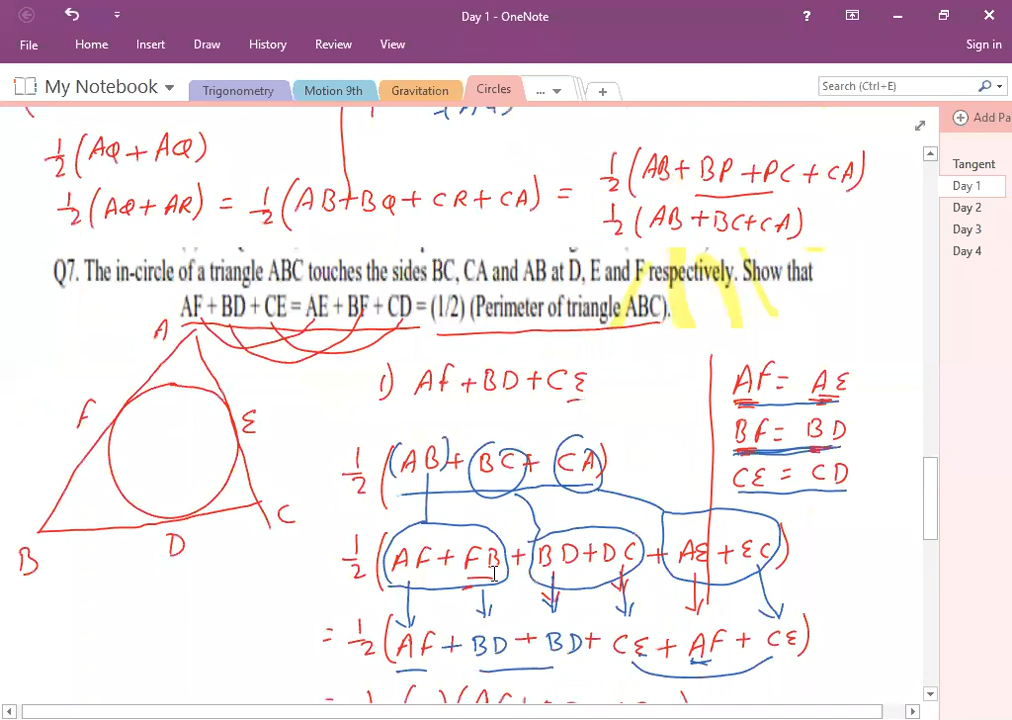 Day 1 - OneNote
?
File Home Insert Draw History Review View
Sign in
My Notebook Trigonometry Motion 9th Gravitation Circles ...
Search (Ctrl+E)
Add Pa
Tangent
Day 1
Day 2
Day 3
Day 4
1/2 (AQ + AQ)
1/2 (AQ + AR) = 1/2 (AB + BQ + CR + CA) = 1/2 (AB + BP + PC + CA)
1/2 (AB + BC + CA)
Q7. The in-circle of a triangle ABC touches the sides BC, CA and AB at D, E and F respectively. Show that
AF + BD + CE = AE + BF + CD = (1/2) (Perimeter of triangle ABC).
A
F
E
B
D
C
1) AF + BD + CE
1/2 (AB + BC + CA)
1/2 (AF + FB + BD + DC + AE + EC)
= 1/2 (AF + BD + BD + CE + AF + CE)
AF = AE
BF = BD
CE = CD